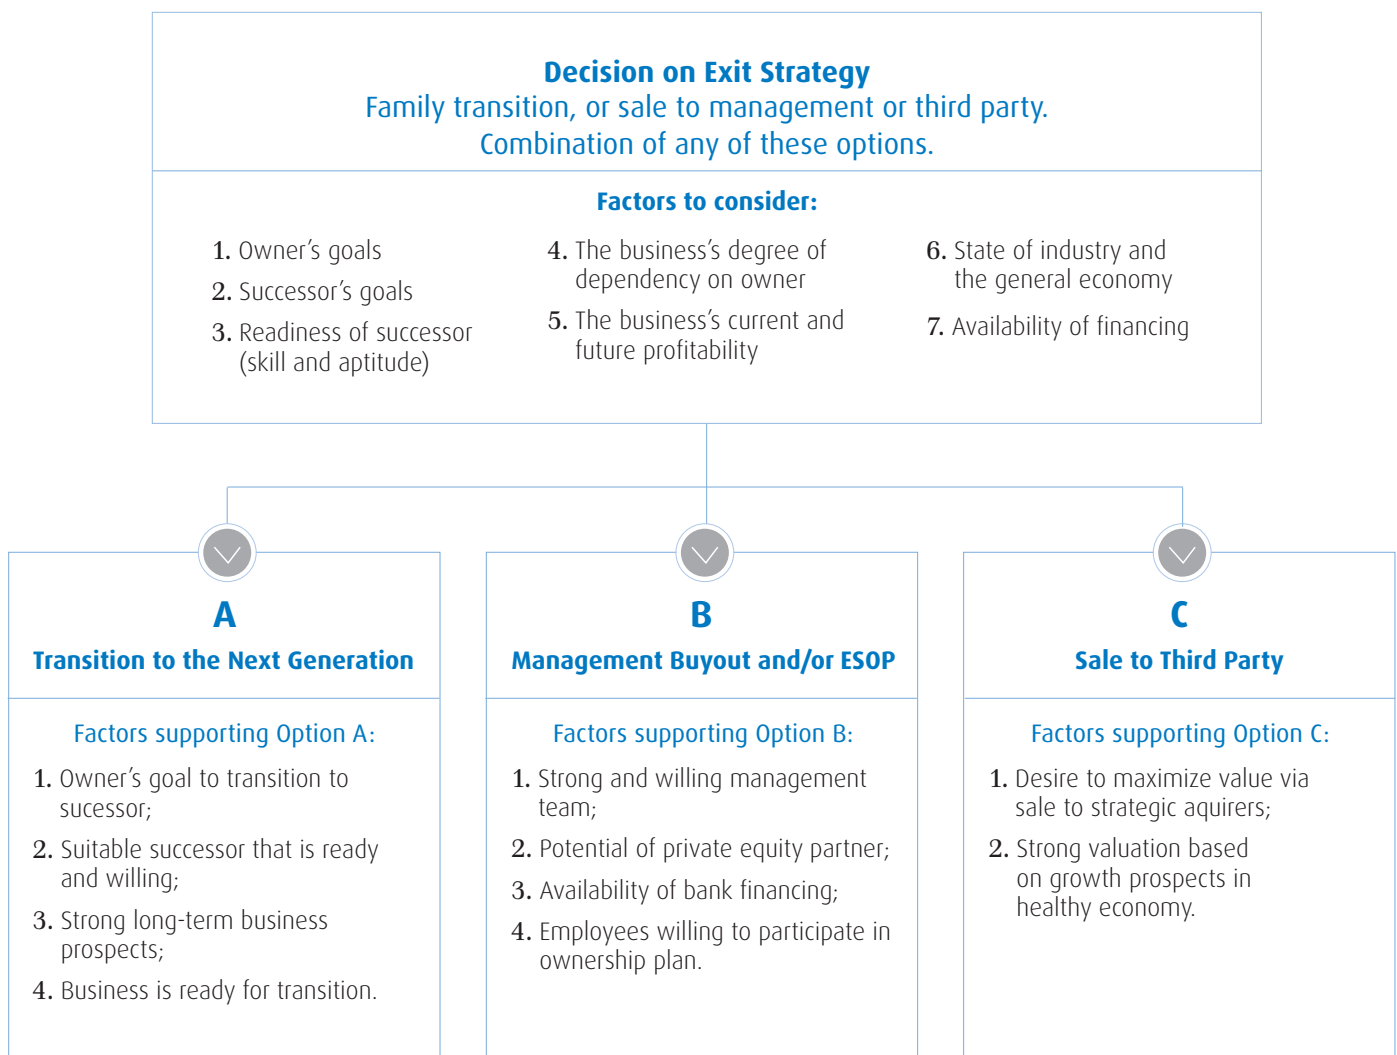 Decision on Exit Strategy
Family transition, or sale to management or third party.
Combination of any of these options.
Factors to consider:
1. Owner’s goals
2. Successor’s goals
3. Readiness of successor
(skill and aptitude)
4. The business’s degree of
dependency on owner
5. The business’s current and
future profitability
6. State of industry and
the general economy
7. Availability of financing
A
Transition to the Next Generation
Factors supporting Option A:
1. Owner’s goal to transition to
sucessor;
2. Suitable successor that is ready
and willing;
3. Strong long-term business
prospects;
4. Business is ready for transition.
B
Management Buyout and/or ESOP
Factors supporting Option B:
1. Strong and willing management
team;
2. Potential of private equity partner;
3. Availability of bank financing;
4. Employees willing to participate in
ownership plan.
C
Sale to Third Party
Factors supporting Option C:
1. Desire to maximize value via
sale to strategic aquirers;
2. Strong valuation based
on growth prospects in
healthy economy.